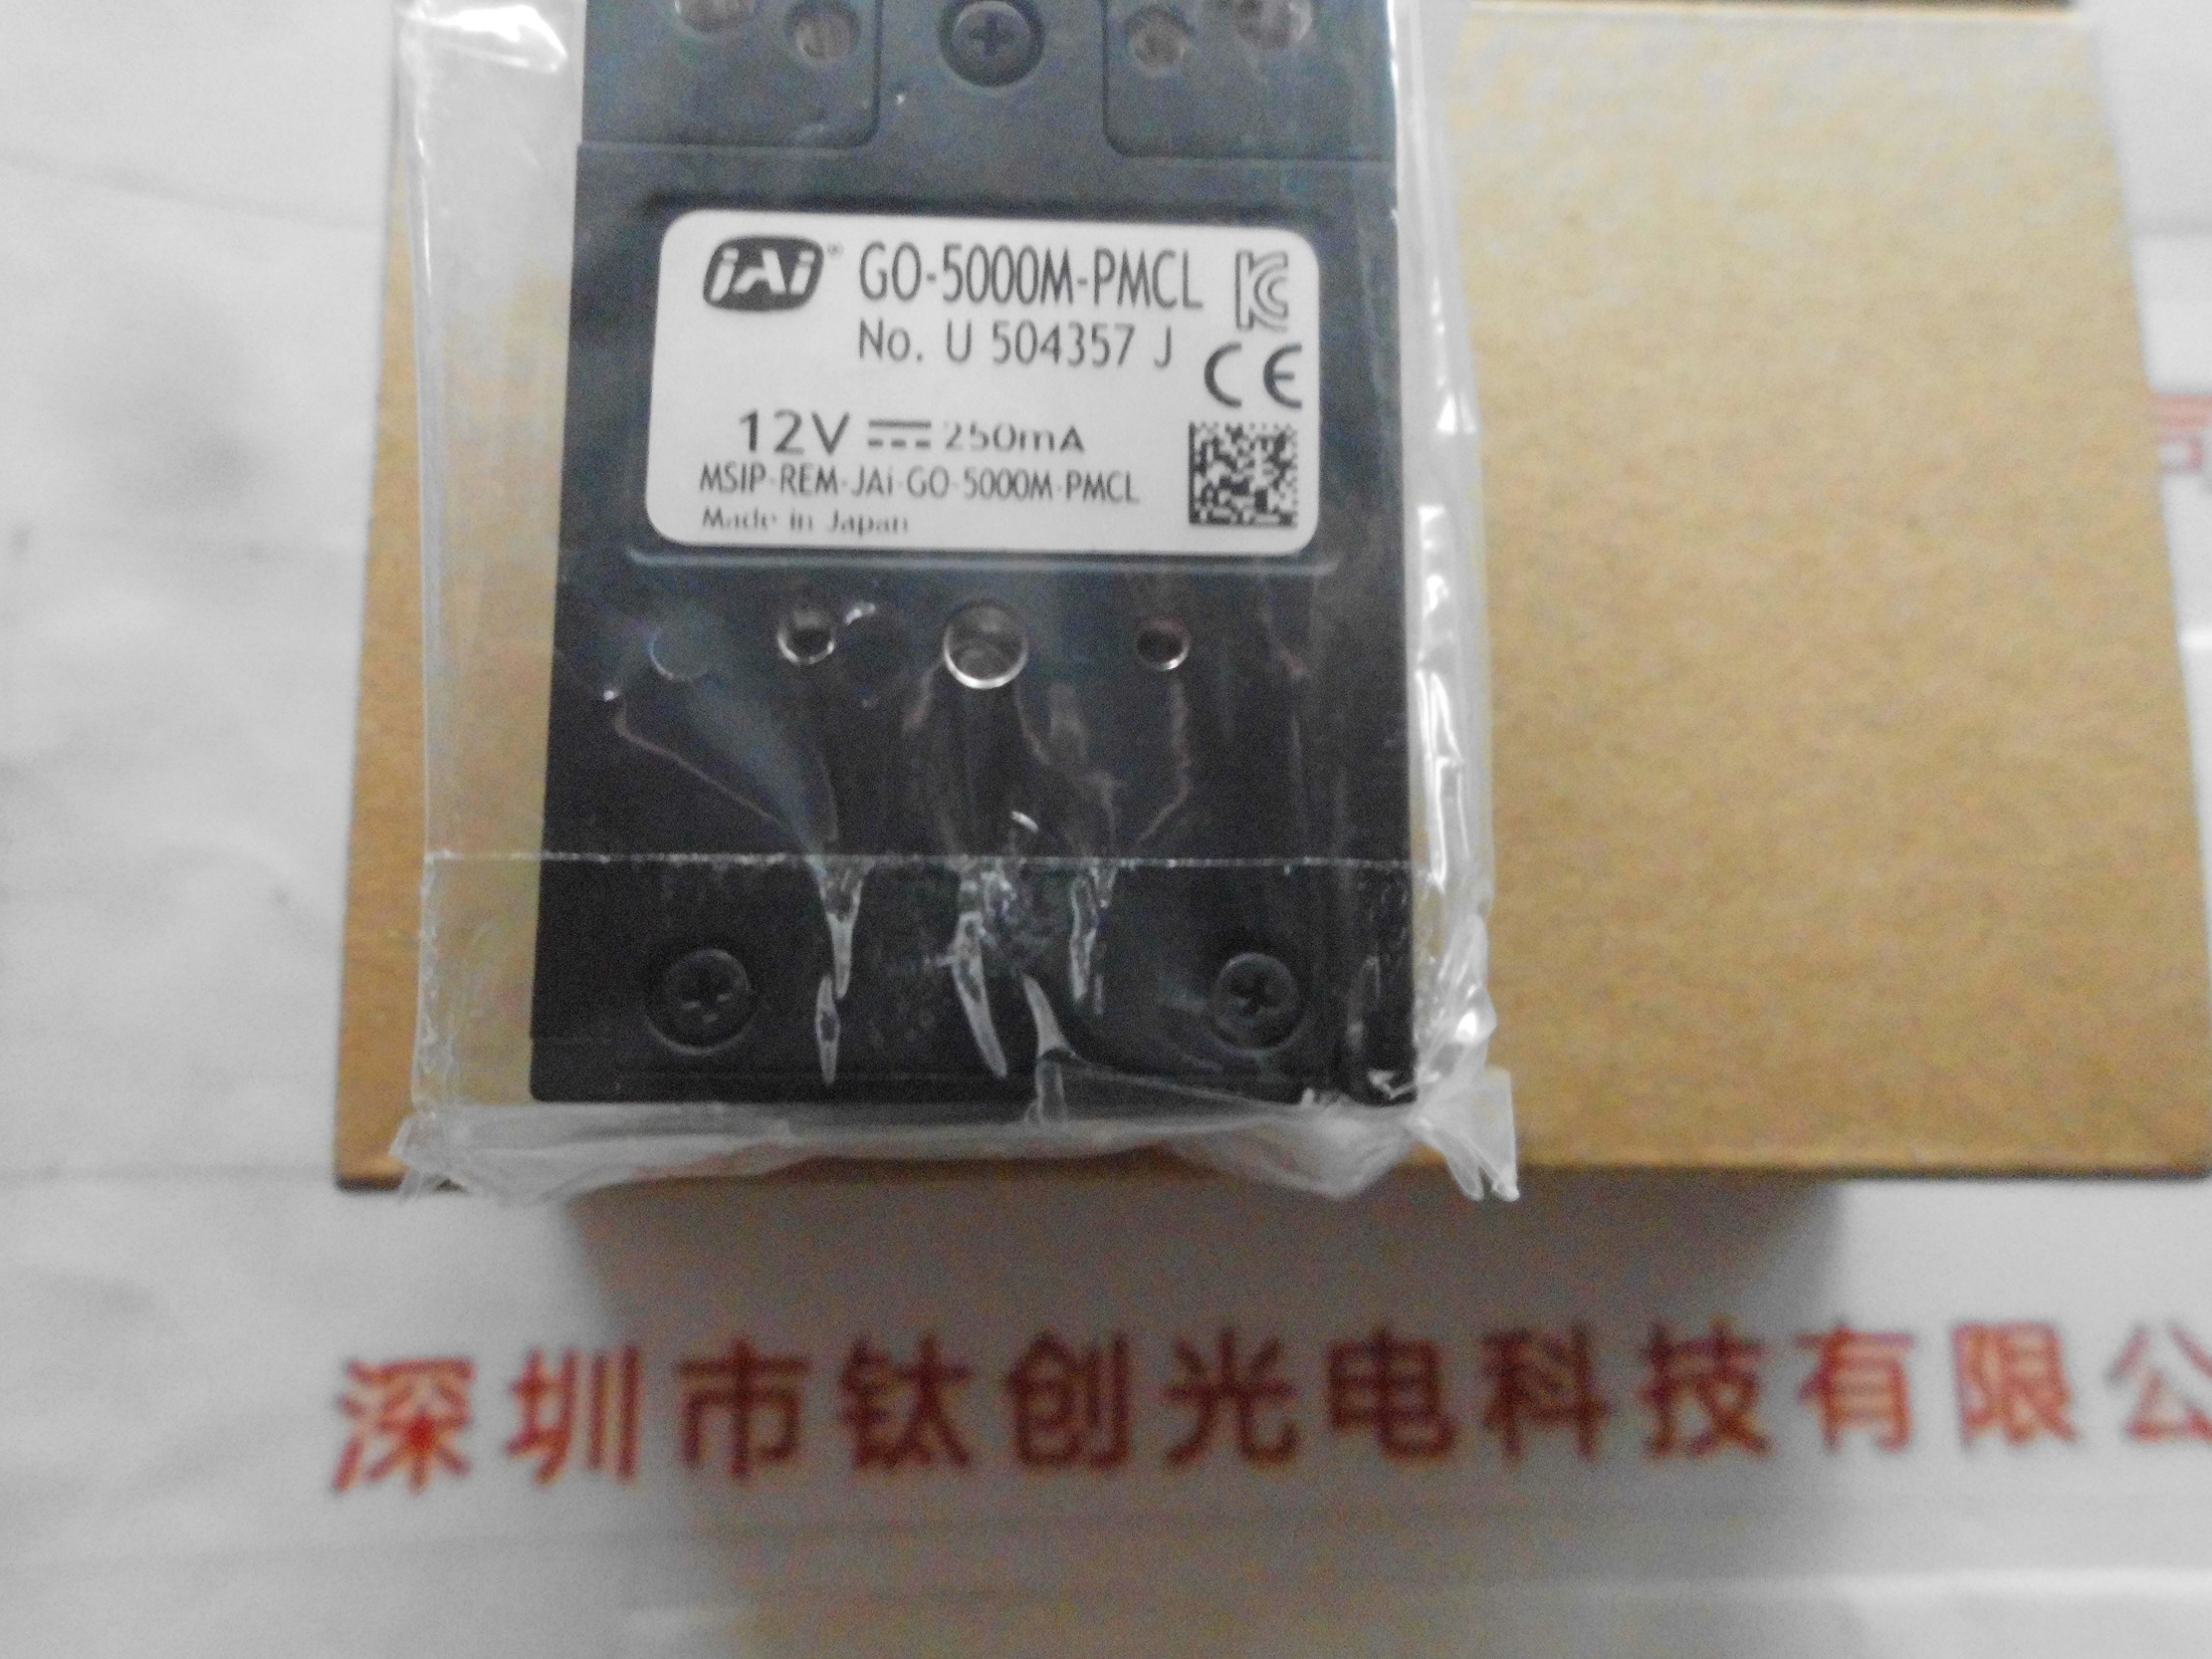 JAi® GO-5000M-PMCL
No. U 504357 J
CE
12V 250mA
MSIP-REM-JAi-GO-5000M-PMCL
Made in Japan
深圳市钛创光电科技有限公